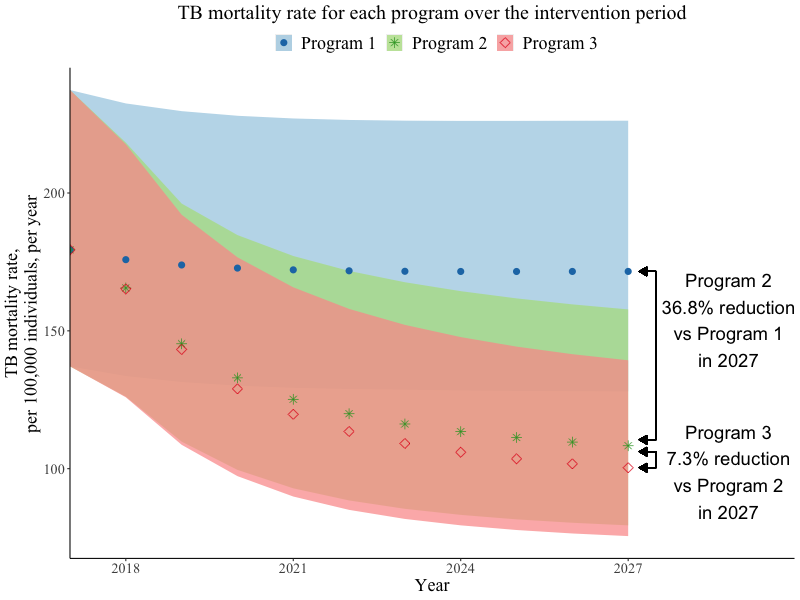 TB mortality rate for each program over the intervention period
Program 1 Program 2 Program 3
TB mortality rate,
per 100,000 individuals, per year
200
150
100
2018 2021 2024 2027
Year
Program 2
36.8% reduction
vs Program 1
in 2027
Program 3
7.3% reduction
vs Program 2
in 2027